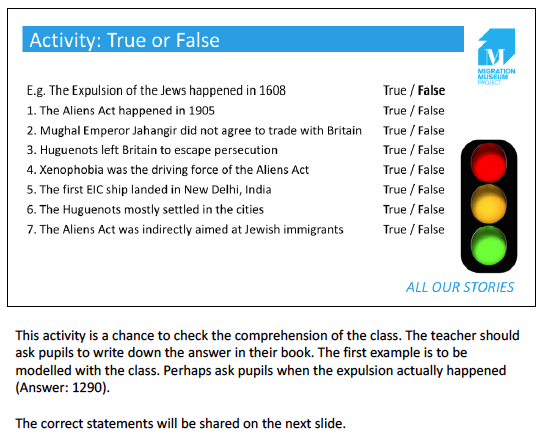 Activity: True or False
MIGRATION
MUSEUM
PROJECT
E.g. The Expulsion of the Jews happened in 1608 True / False
1. The Aliens Act happened in 1905 True / False
2. Mughal Emperor Jahangir did not agree to trade with Britain True / False
3. Huguenots left Britain to escape persecution True / False
4. Xenophobia was the driving force of the Aliens Act True / False
5. The first EIC ship landed in New Delhi, India True / False
6. The Huguenots mostly settled in the cities True / False
7. The Aliens Act was indirectly aimed at Jewish immigrants True / False
ALL OUR STORIES
This activity is a chance to check the comprehension of the class. The teacher should
ask pupils to write down the answer in their book. The first example is to be
modelled with the class. Perhaps ask pupils when the expulsion actually happened
(Answer: 1290).
The correct statements will be shared on the next slide.